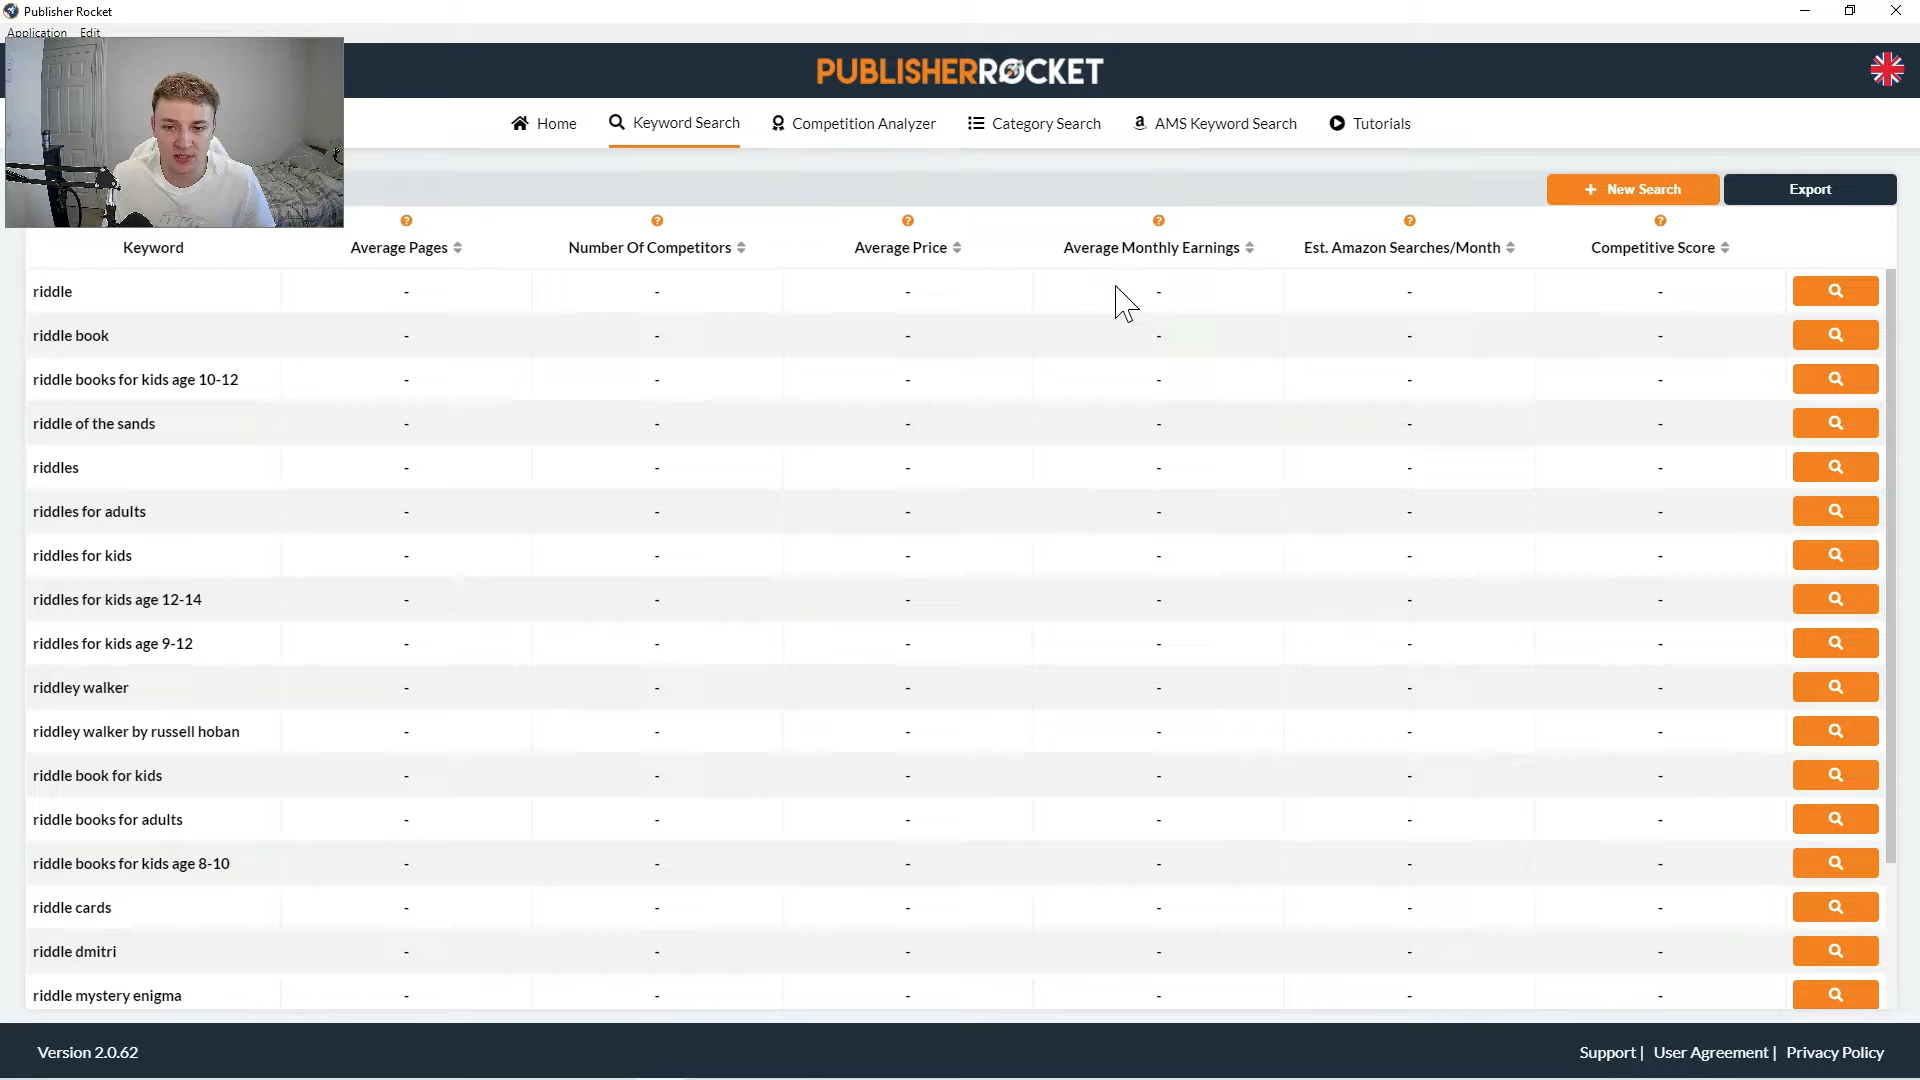 Publisher Rocket
Application Edit
PUBLISHER ROCKET
Home Keyword Search Competition Analyzer Category Search AMS Keyword Search Tutorials
+ New Search Export
Keyword Average Pages Number Of Competitors Average Price Average Monthly Earnings Est. Amazon Searches/Month Competitive Score
riddle - - - - - -
riddle book - - - - - -
riddle books for kids age 10-12 - - - - - -
riddle of the sands - - - - - -
riddles - - - - - -
riddles for adults - - - - - -
riddles for kids - - - - - -
riddles for kids age 12-14 - - - - - -
riddles for kids age 9-12 - - - - - -
riddley walker - - - - - -
riddley walker by russell hoban - - - - - -
riddle book for kids - - - - - -
riddle books for adults - - - - - -
riddle books for kids age 8-10 - - - - - -
riddle cards - - - - - -
riddle dmitri - - - - - -
riddle mystery enigma - - - - - -
Version 2.0.62 Support | User Agreement | Privacy Policy